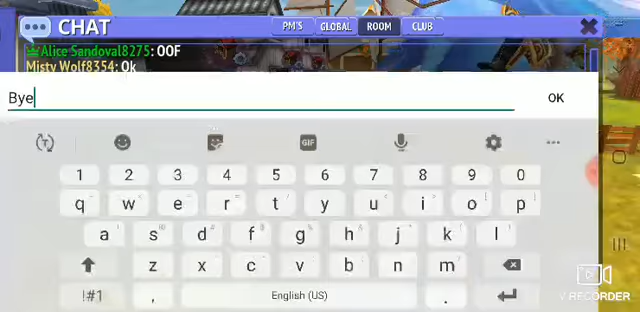 CHAT
PM'S GLOBAL ROOM CLUB
Alice Sandoval8275: OOF
Misty Wolf8354: Ok
Bye
OK
GIF
1 2 3 4 5 6 7 8 9 0
q w e r t y u i o p
a s d f g h j k l
z x c v b n m
!#1 , English (US) .
V RECORDER